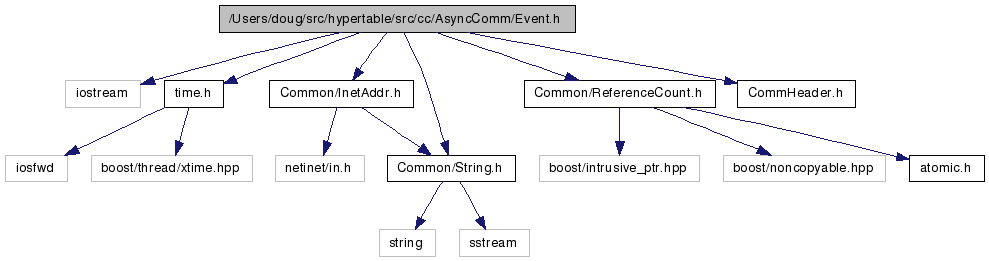 /Users/doug/src/hypertable/src/cc/AsyncComm/Event.h
iostream
time.h
Common/InetAddr.h
Common/ReferenceCount.h
CommHeader.h
iosfwd
boost/thread/xtime.hpp
netinet/in.h
Common/String.h
boost/intrusive_ptr.hpp
boost/noncopyable.hpp
atomic.h
string
sstream